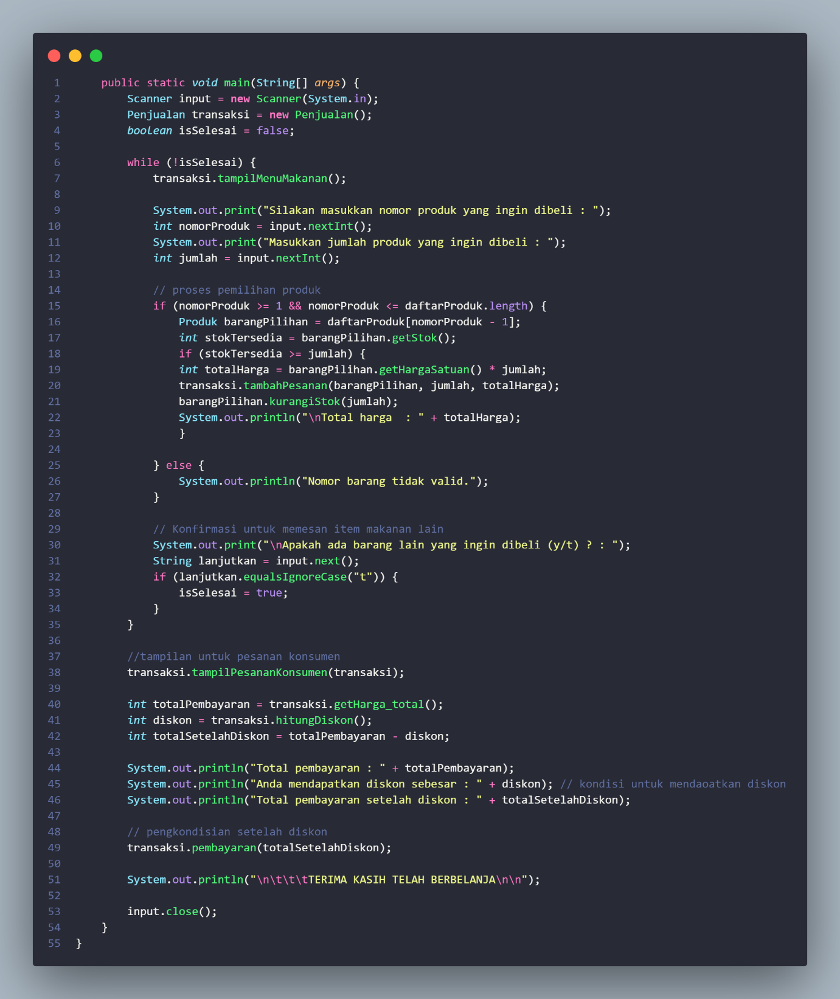 1 public static void main(String[] args) {
2 Scanner input = new Scanner(System.in);
3 Penjualan transaksi = new Penjualan();
4 boolean isSelesai = false;
5
6 while (!isSelesai) {
7 transaksi.tampilMenuMakanan();
8
9 System.out.print("Silakan masukkan nomor produk yang ingin dibeli : ");
10 int nomorProduk = input.nextInt();
11 System.out.print("Masukkan jumlah produk yang ingin dibeli : ");
12 int jumlah = input.nextInt();
13
14 // proses pemilihan produk
15 if (nomorProduk >= 1 && nomorProduk <= daftarProduk.length) {
16 Produk barangPilihan = daftarProduk[nomorProduk - 1];
17 int stokTersedia = barangPilihan.getStok();
18 if (stokTersedia >= jumlah) {
19 int totalHarga = barangPilihan.getHargaSatuan() * jumlah;
20 transaksi.tambahPesanan(barangPilihan, jumlah, totalHarga);
21 barangPilihan.kurangiStok(jumlah);
22 System.out.println("\nTotal harga  : " + totalHarga);
23 }
24
25 } else {
26 System.out.println("Nomor barang tidak valid.");
27 }
28
29 // Konfirmasi untuk memesan item makanan lain
30 System.out.print("\nApakah ada barang lain yang ingin dibeli (y/t) ? : ");
31 String lanjutkan = input.next();
32 if (lanjutkan.equalsIgnoreCase("t")) {
33 isSelesai = true;
34 }
35 }
36
37 //tampilan untuk pesanan konsumen
38 transaksi.tampilPesananKonsumen(transaksi);
39
40 int totalPembayaran = transaksi.getHarga_total();
41 int diskon = transaksi.hitungDiskon();
42 int totalSetelahDiskon = totalPembayaran - diskon;
43
44 System.out.println("Total pembayaran : " + totalPembayaran);
45 System.out.println("Anda mendapatkan diskon sebesar : " + diskon); // kondisi untuk mendaoatkan diskon
46 System.out.println("Total pembayaran setelah diskon : " + totalSetelahDiskon);
47
48 // pengkondisian setelah diskon
49 transaksi.pembayaran(totalSetelahDiskon);
50
51 System.out.println("\n\t\t\tTERIMA KASIH TELAH BERBELANJA\n\n");
52
53 input.close();
54 }
55 }